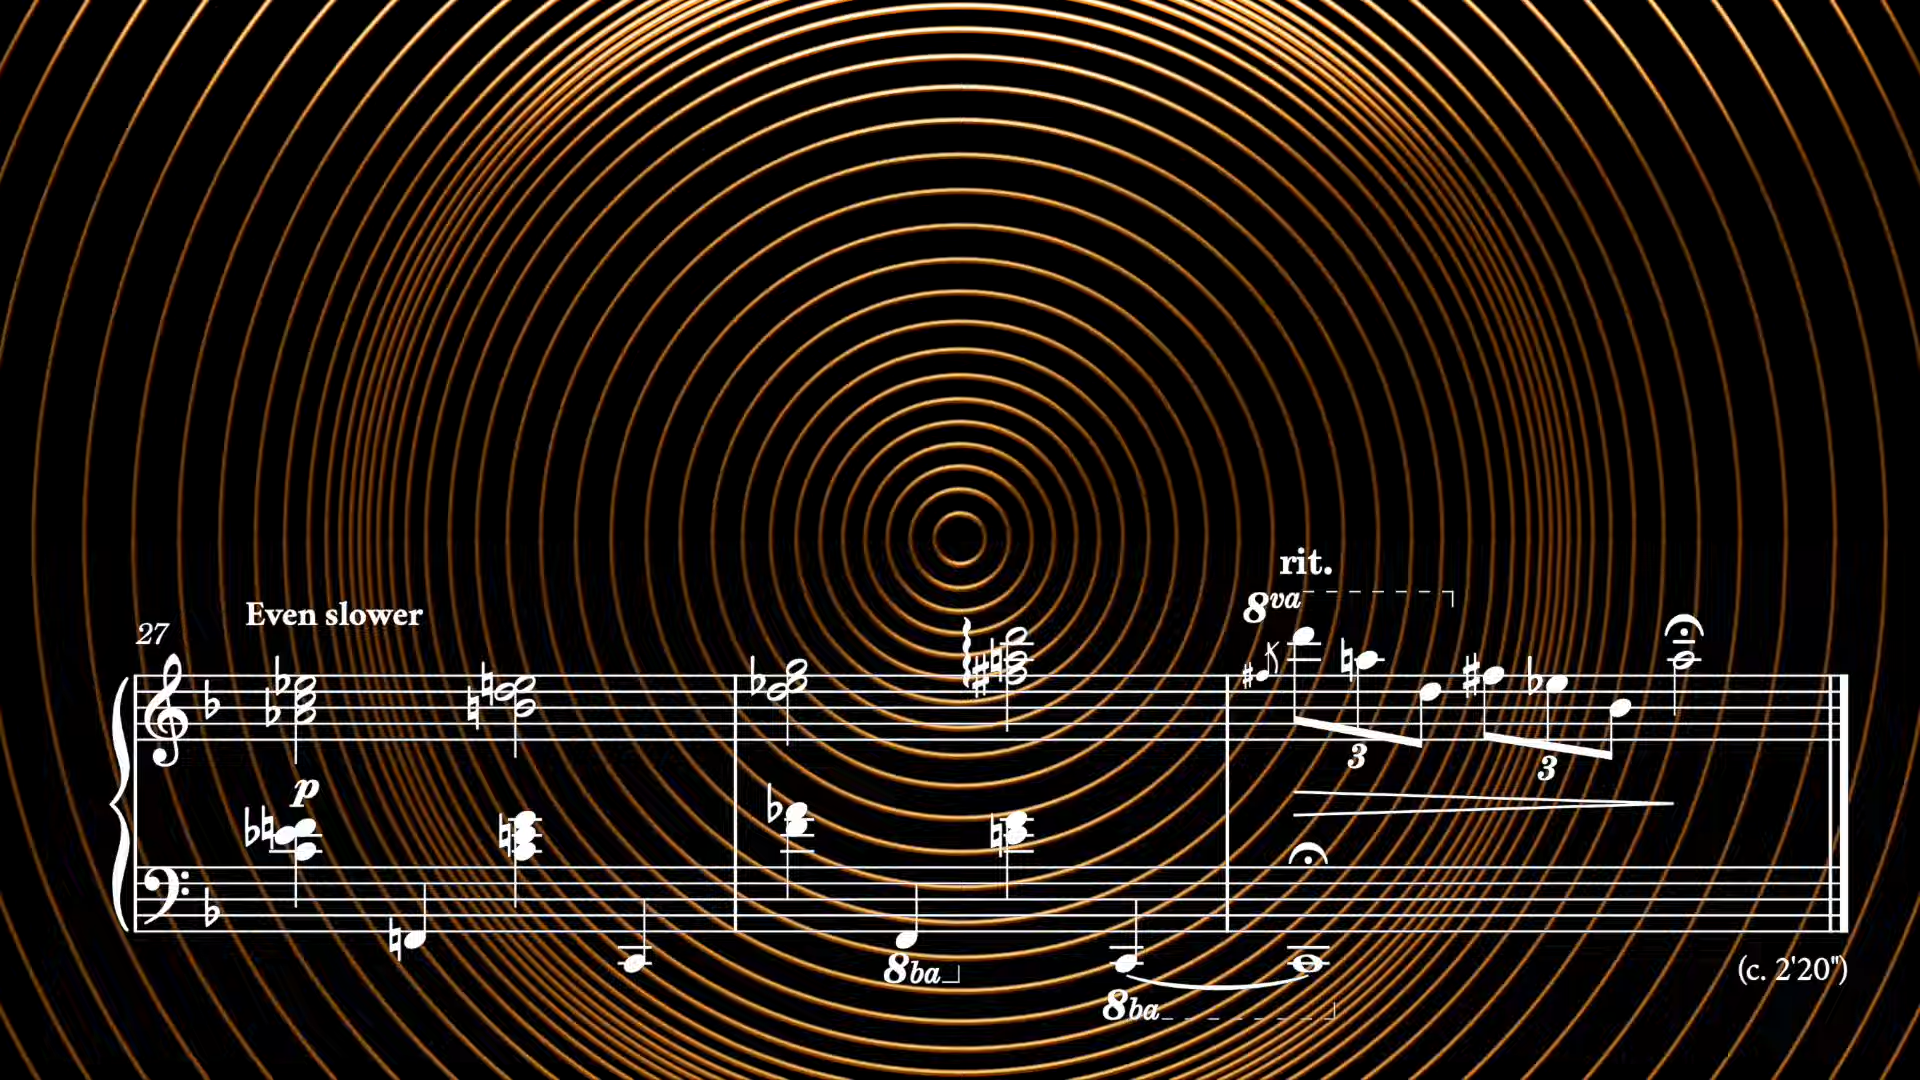 rit.
8va
Even slower
27
3
3
p
(c. 2'20")
8ba
8ba